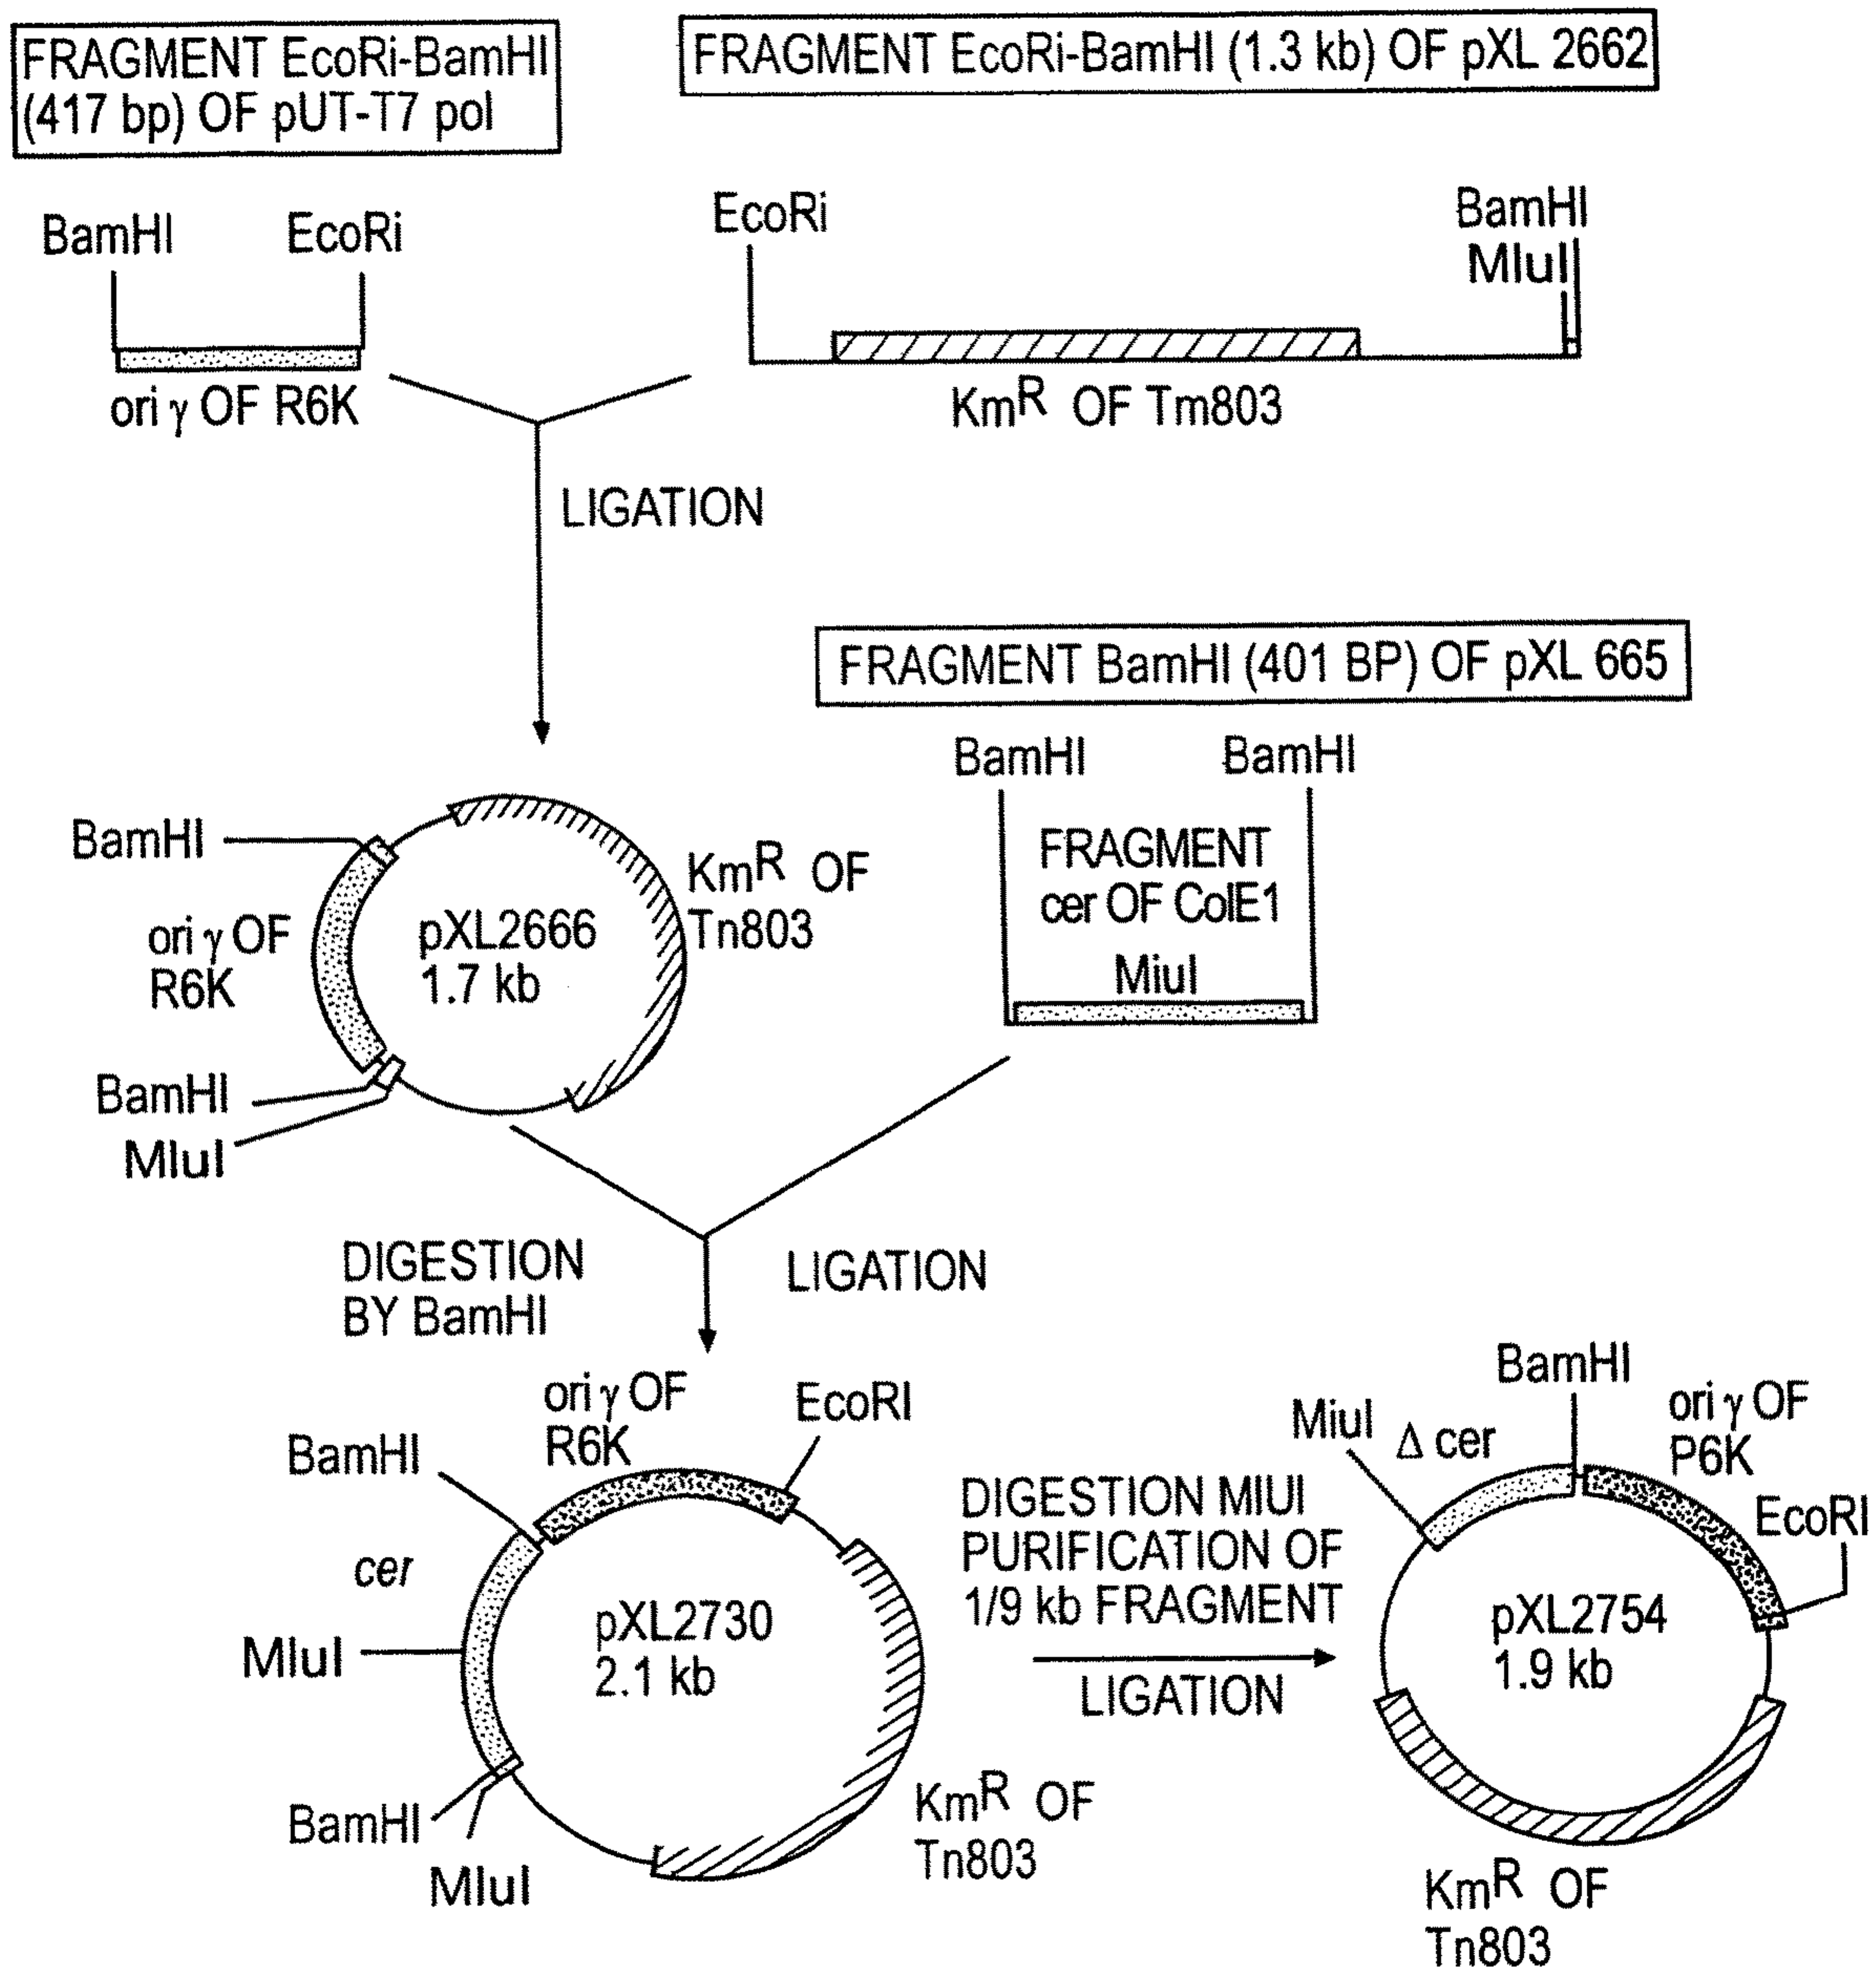 FRAGMENT EcoRi-BamHI
(417 bp) OF pUT-T7 pol
FRAGMENT EcoRi-BamHI (1.3 kb) OF pXL 2662
BamHI
EcoRi
ori γ OF R6K
EcoRi
BamHI
MluI
KmR OF Tm803
LIGATION
FRAGMENT BamHI (401 BP) OF pXL 665
BamHI
BamHI
FRAGMENT
cer OF ColE1
MiuI
BamHI
ori γ OF
R6K
pXL2666
1.7 kb
KmR OF
Tn803
BamHI
MluI
DIGESTION
BY BamHI
LIGATION
ori γ OF
R6K
EcoRI
BamHI
cer
MluI
pXL2730
2.1 kb
BamHI
MluI
KmR OF
Tn803
DIGESTION MIUI
PURIFICATION OF
1/9 kb FRAGMENT
LIGATION
BamHI
MiuI
Δ cer
ori γ OF
P6K
EcoRI
pXL2754
1.9 kb
KmR OF
Tn803